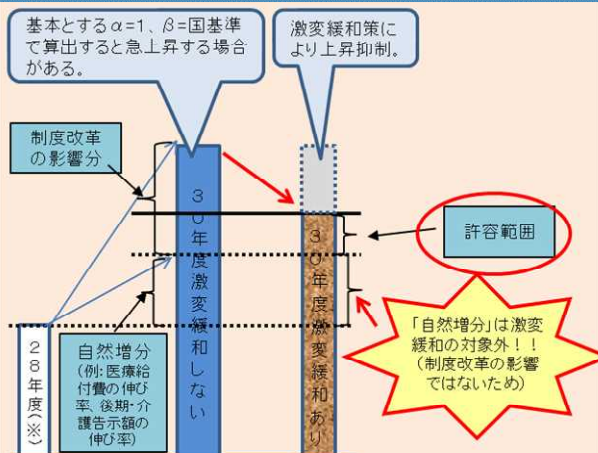 基本とするα=1、β=国基準
で算出すると急上昇する場合
がある。
激変緩和策に
より上昇抑制。
制度改革
の影響分
30年度激変緩和しない
30年度激変緩和あり
許容範囲
28年度(※)
自然増分
(例:医療給
付費の伸び
率、後期・介
護告示額の
伸び率)
「自然増分」は激変
緩和の対象外!!
(制度改革の影響
ではないため)